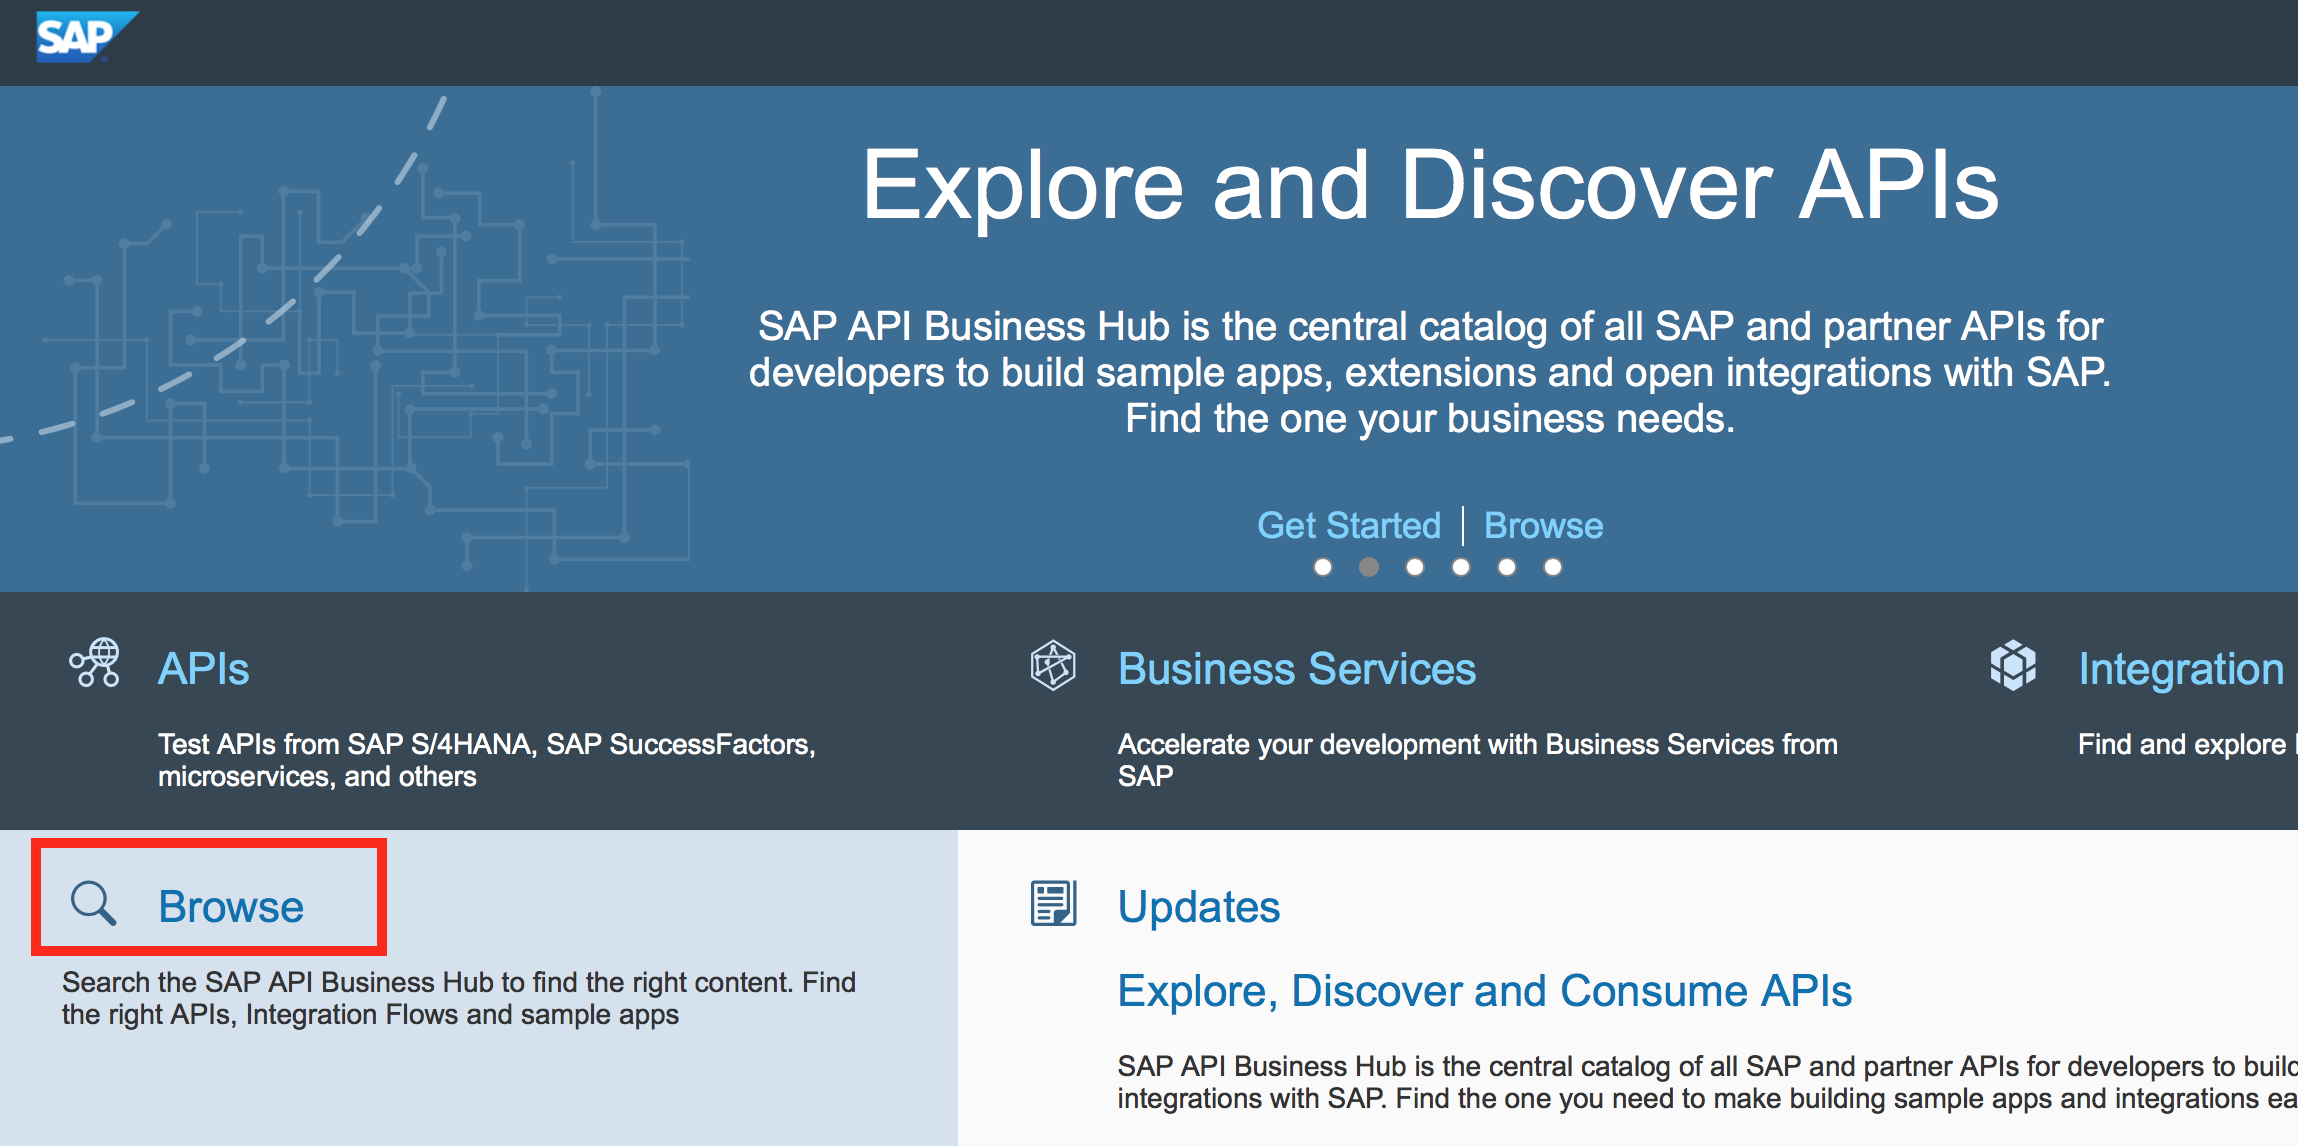 SAP
Explore and Discover APIs
SAP API Business Hub is the central catalog of all SAP and partner APIs for
developers to build sample apps, extensions and open integrations with SAP.
Find the one your business needs.
Get Started | Browse
APIs
Test APIs from SAP S/4HANA, SAP SuccessFactors,
microservices, and others
Business Services
Accelerate your development with Business Services from
SAP
Integration
Find and explore
Browse
Search the SAP API Business Hub to find the right content. Find
the right APIs, Integration Flows and sample apps
Updates
Explore, Discover and Consume APIs
SAP API Business Hub is the central catalog of all SAP and partner APIs for developers to build
integrations with SAP. Find the one you need to make building sample apps and integrations ea